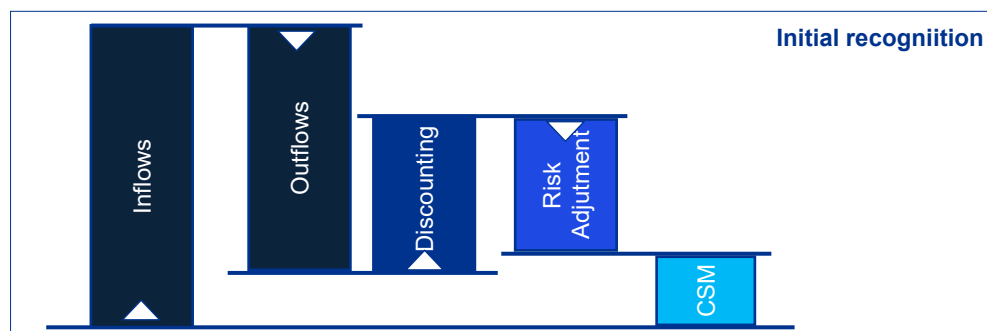 Initial recogniition
Inflows
Outflows
Discounting
Risk
Adjutment
CSM